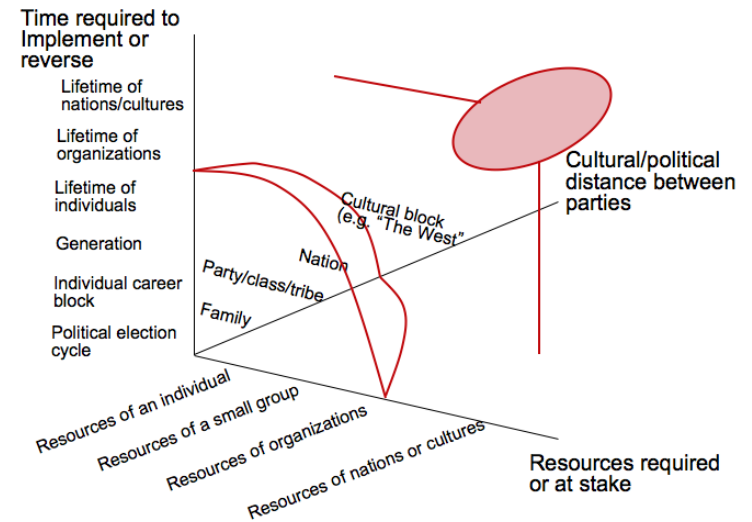 Time required to
Implement or
reverse
Lifetime of
nations/cultures
Lifetime of
organizations
Lifetime of
individuals
Generation
Individual career
block
Political election
cycle
Cultural/political
distance between
parties
Cultural block
(e.g. “The West”
Nation
Party/class/tribe
Family
Resources of an individual
Resources of a small group
Resources of organizations
Resources of nations or cultures
Resources required
or at stake